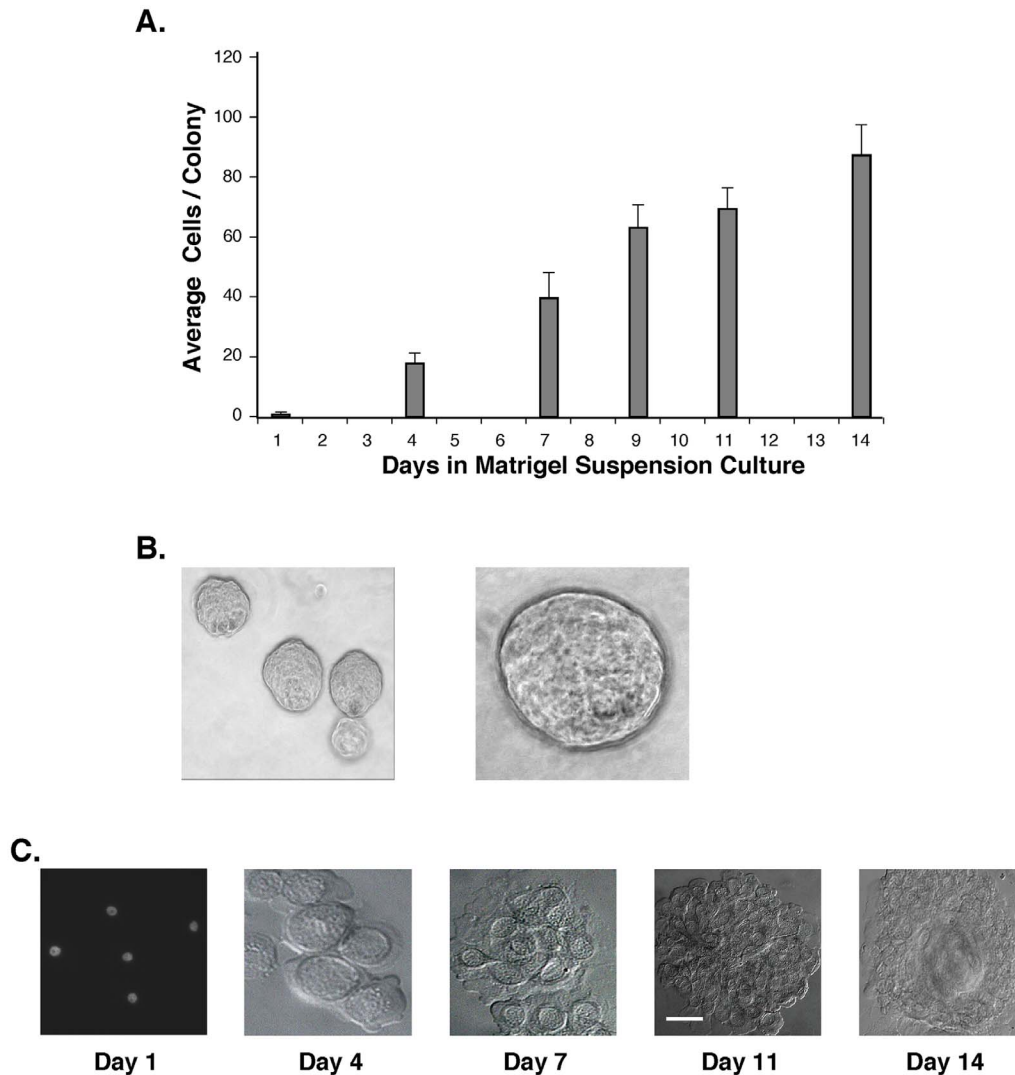 A.
120
100
80
60
40
20
0
Average Cells / Colony
1 2 3 4 5 6 7 8 9 10 11 12 13 14
Days in Matrigel Suspension Culture
B.
C.
Day 1 Day 4 Day 7 Day 11 Day 14